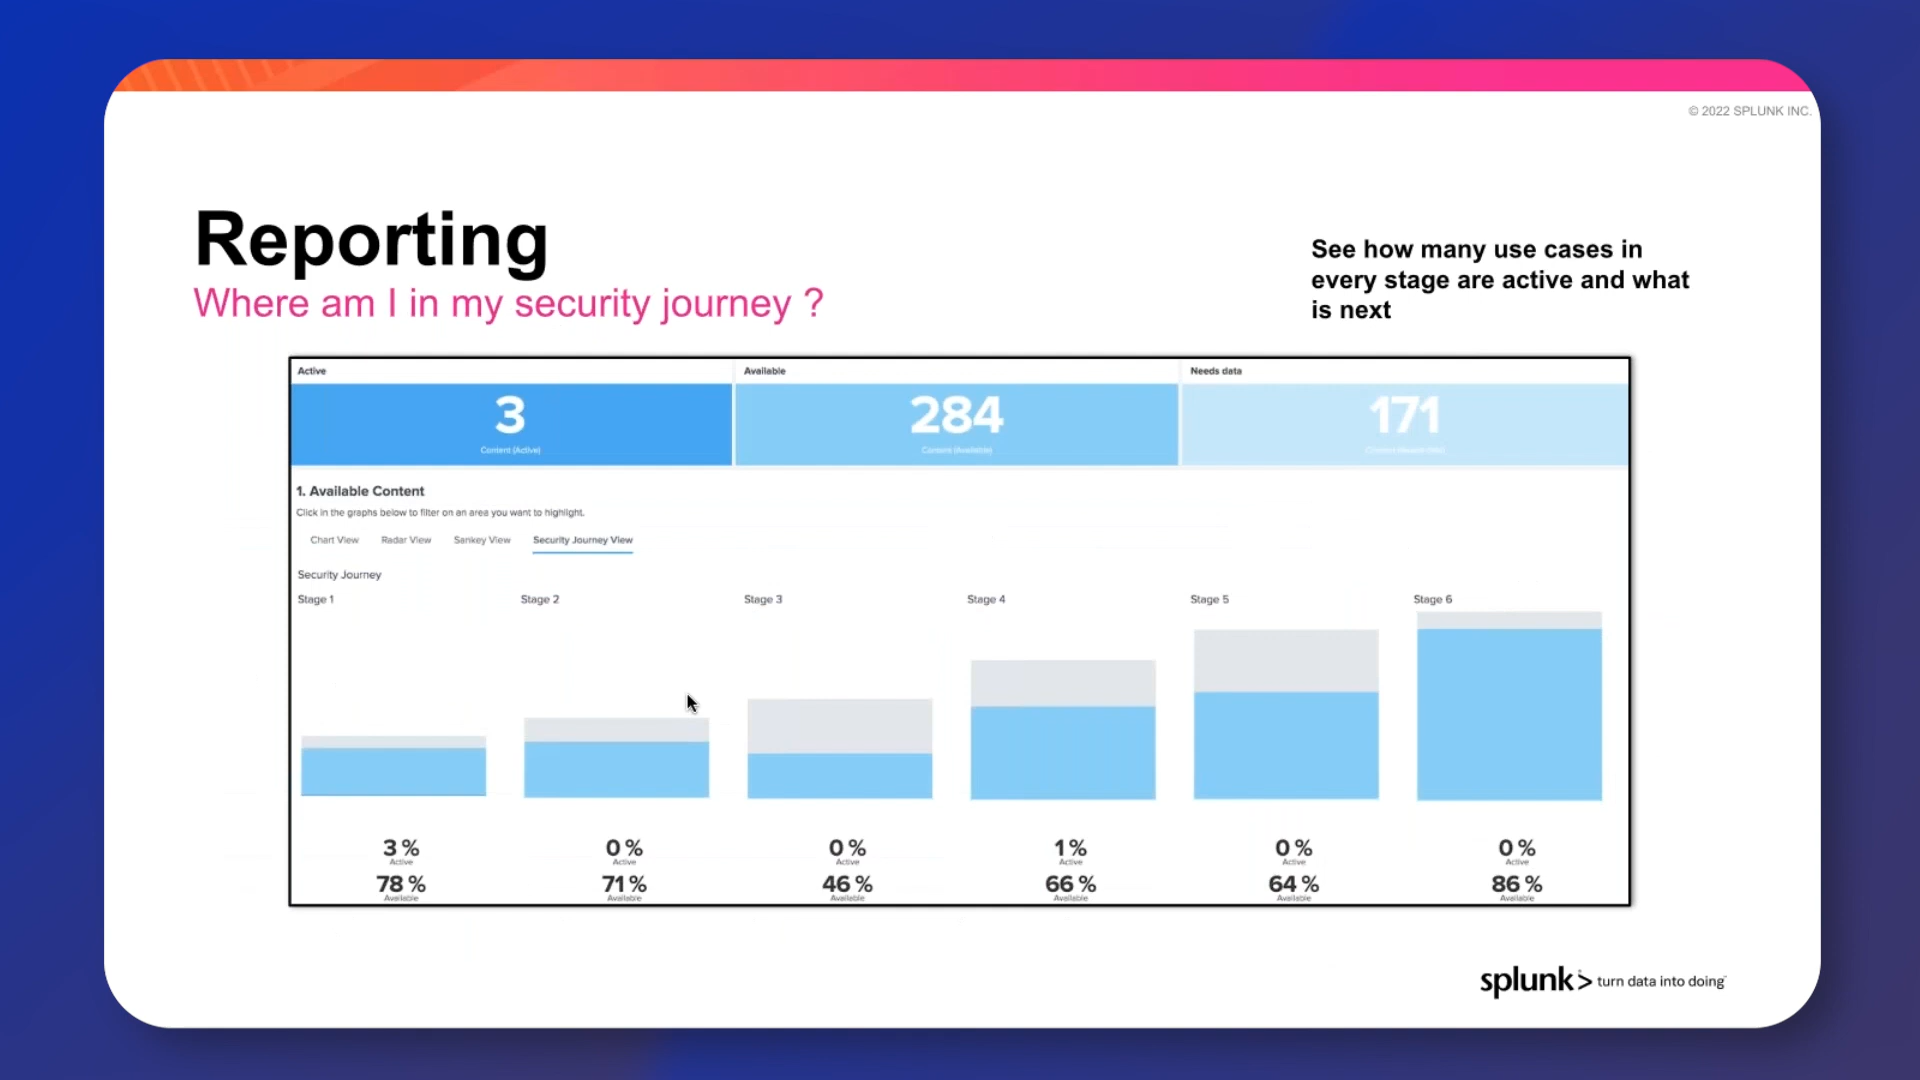 © 2022 SPLUNK INC.
Reporting
Where am I in my security journey ?
See how many use cases in
every stage are active and what
is next
Active
Available
Needs data
3
284
171
Content (Active)
Content (Available)
1. Available Content
Click in the graphs below to filter on an area you want to highlight.
Chart View
Radar View
Sankey View
Security Journey View
Security Journey
Stage 1
Stage 2
Stage 3
Stage 4
Stage 5
Stage 6
3 %
Active
78 %
Available
0 %
Active
71 %
Available
0 %
Active
46 %
Available
1 %
Active
66 %
Available
0 %
Active
64 %
Available
0 %
Active
86 %
Available
splunk> turn data into doing